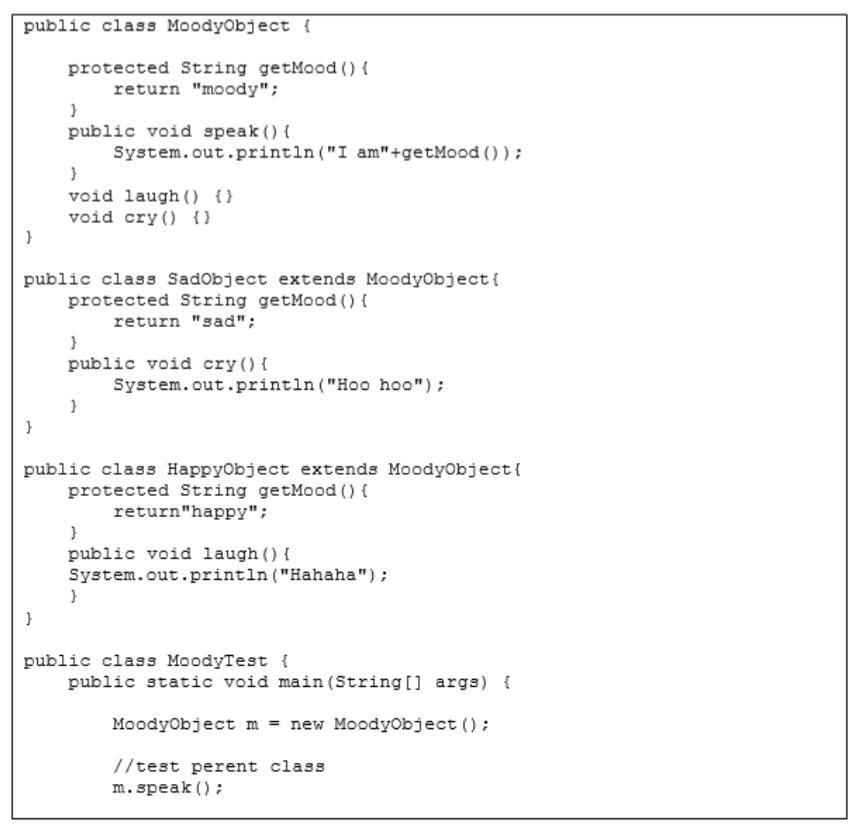 public class MoodyObject {
protected String getMood(){
return "moody";
}
public void speak(){
System.out.println("I am"+getMood());
}
void laugh() {}
void cry() {}
}
public class SadObject extends MoodyObject{
protected String getMood(){
return "sad";
}
public void cry(){
System.out.println("Hoo hoo");
}
}
public class HappyObject extends MoodyObject{
protected String getMood(){
return"happy";
}
public void laugh(){
System.out.println("Hahaha");
}
}
public class MoodyTest {
public static void main(String[] args) {
MoodyObject m = new MoodyObject();
//test perent class
m.speak();